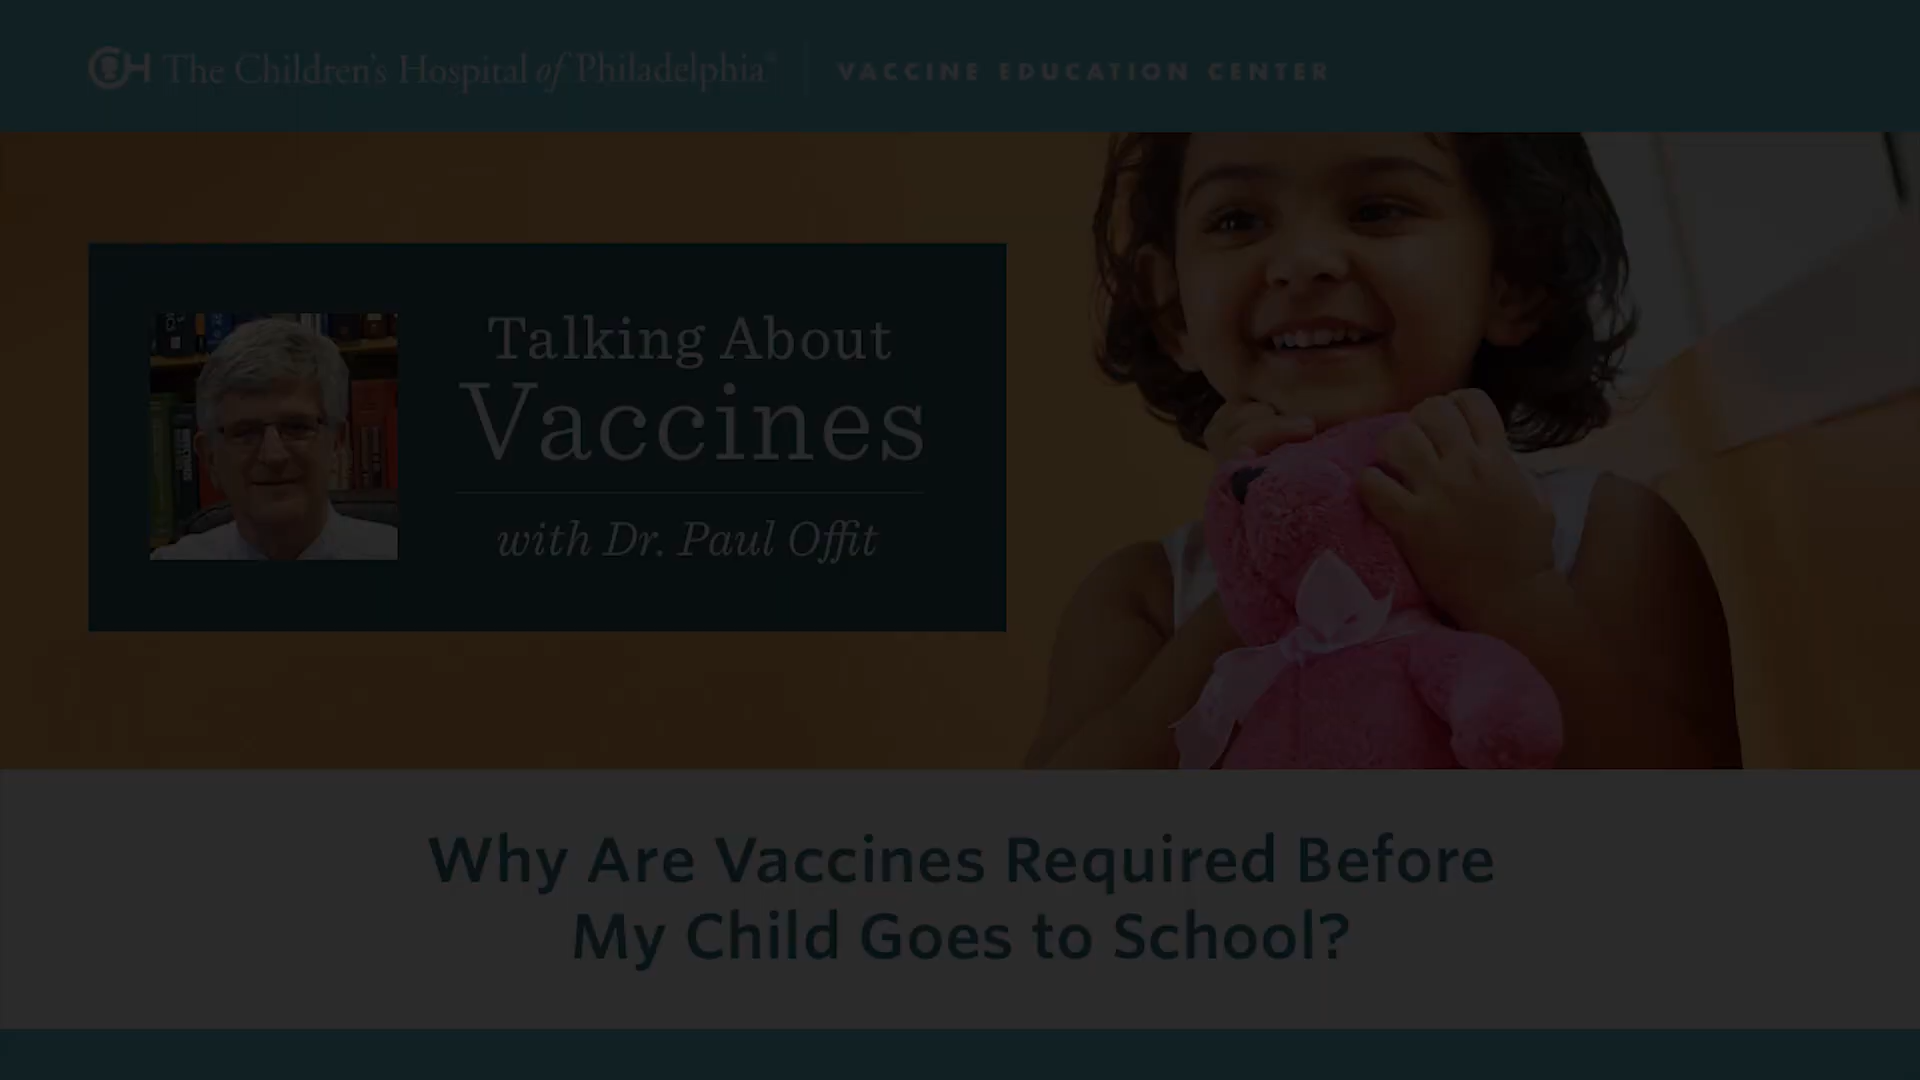 CH The Children's Hospital of Philadelphia® VACCINE EDUCATION CENTER
Talking About
Vaccines
with Dr. Paul Offit
Why Are Vaccines Required Before
My Child Goes to School?